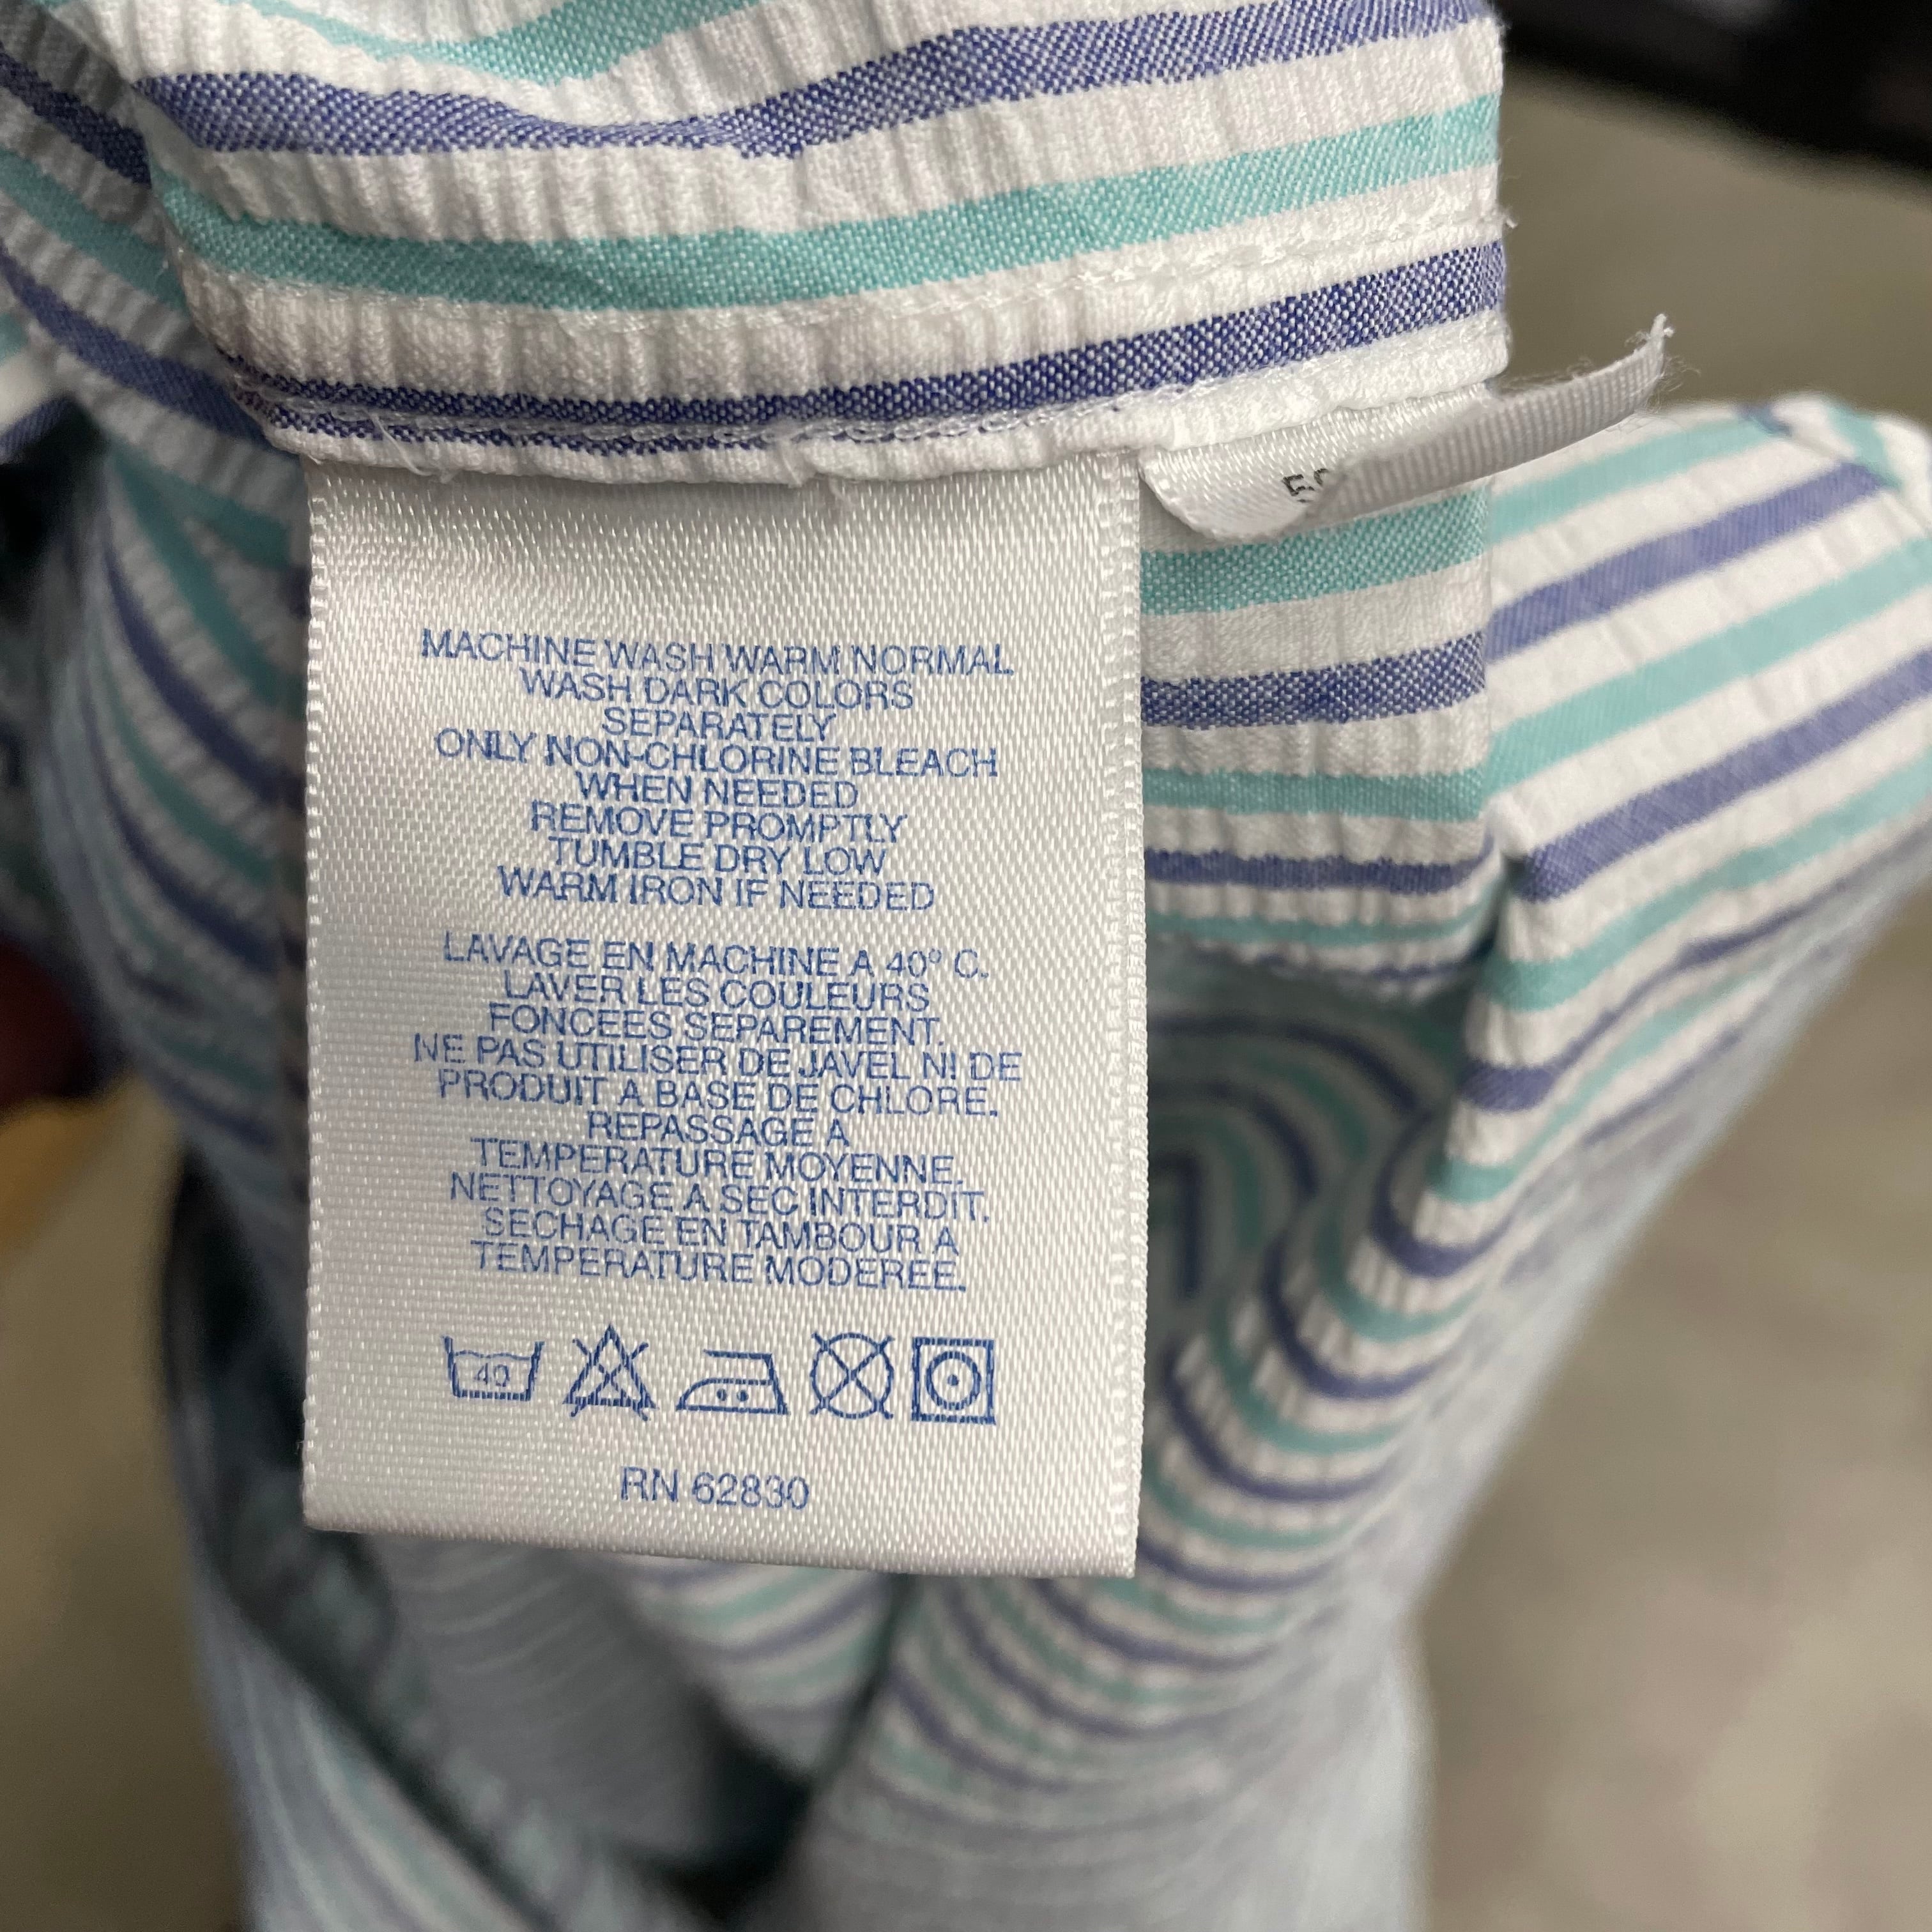 MACHINE WASH WARM NORMAL
WASH DARK COLORS
SEPARATELY
ONLY NON-CHLORINE BLEACH
WHEN NEEDED
REMOVE PROMPTLY
TUMBLE DRY LOW
WARM IRON IF NEEDED
LAVAGE EN MACHINE A 40° C.
LAVER LES COULEURS
FONCEES SEPAREMENT.
NE PAS UTILISER DE JAVEL NI DE
PRODUIT A BASE DE CHLORE.
REPASSAGE A
TEMPERATURE MOYENNE.
NETTOYAGE A SEC INTERDIT.
SECHAGE EN TAMBOUR A
TEMPERATURE MODEREE.
40
RN 62830